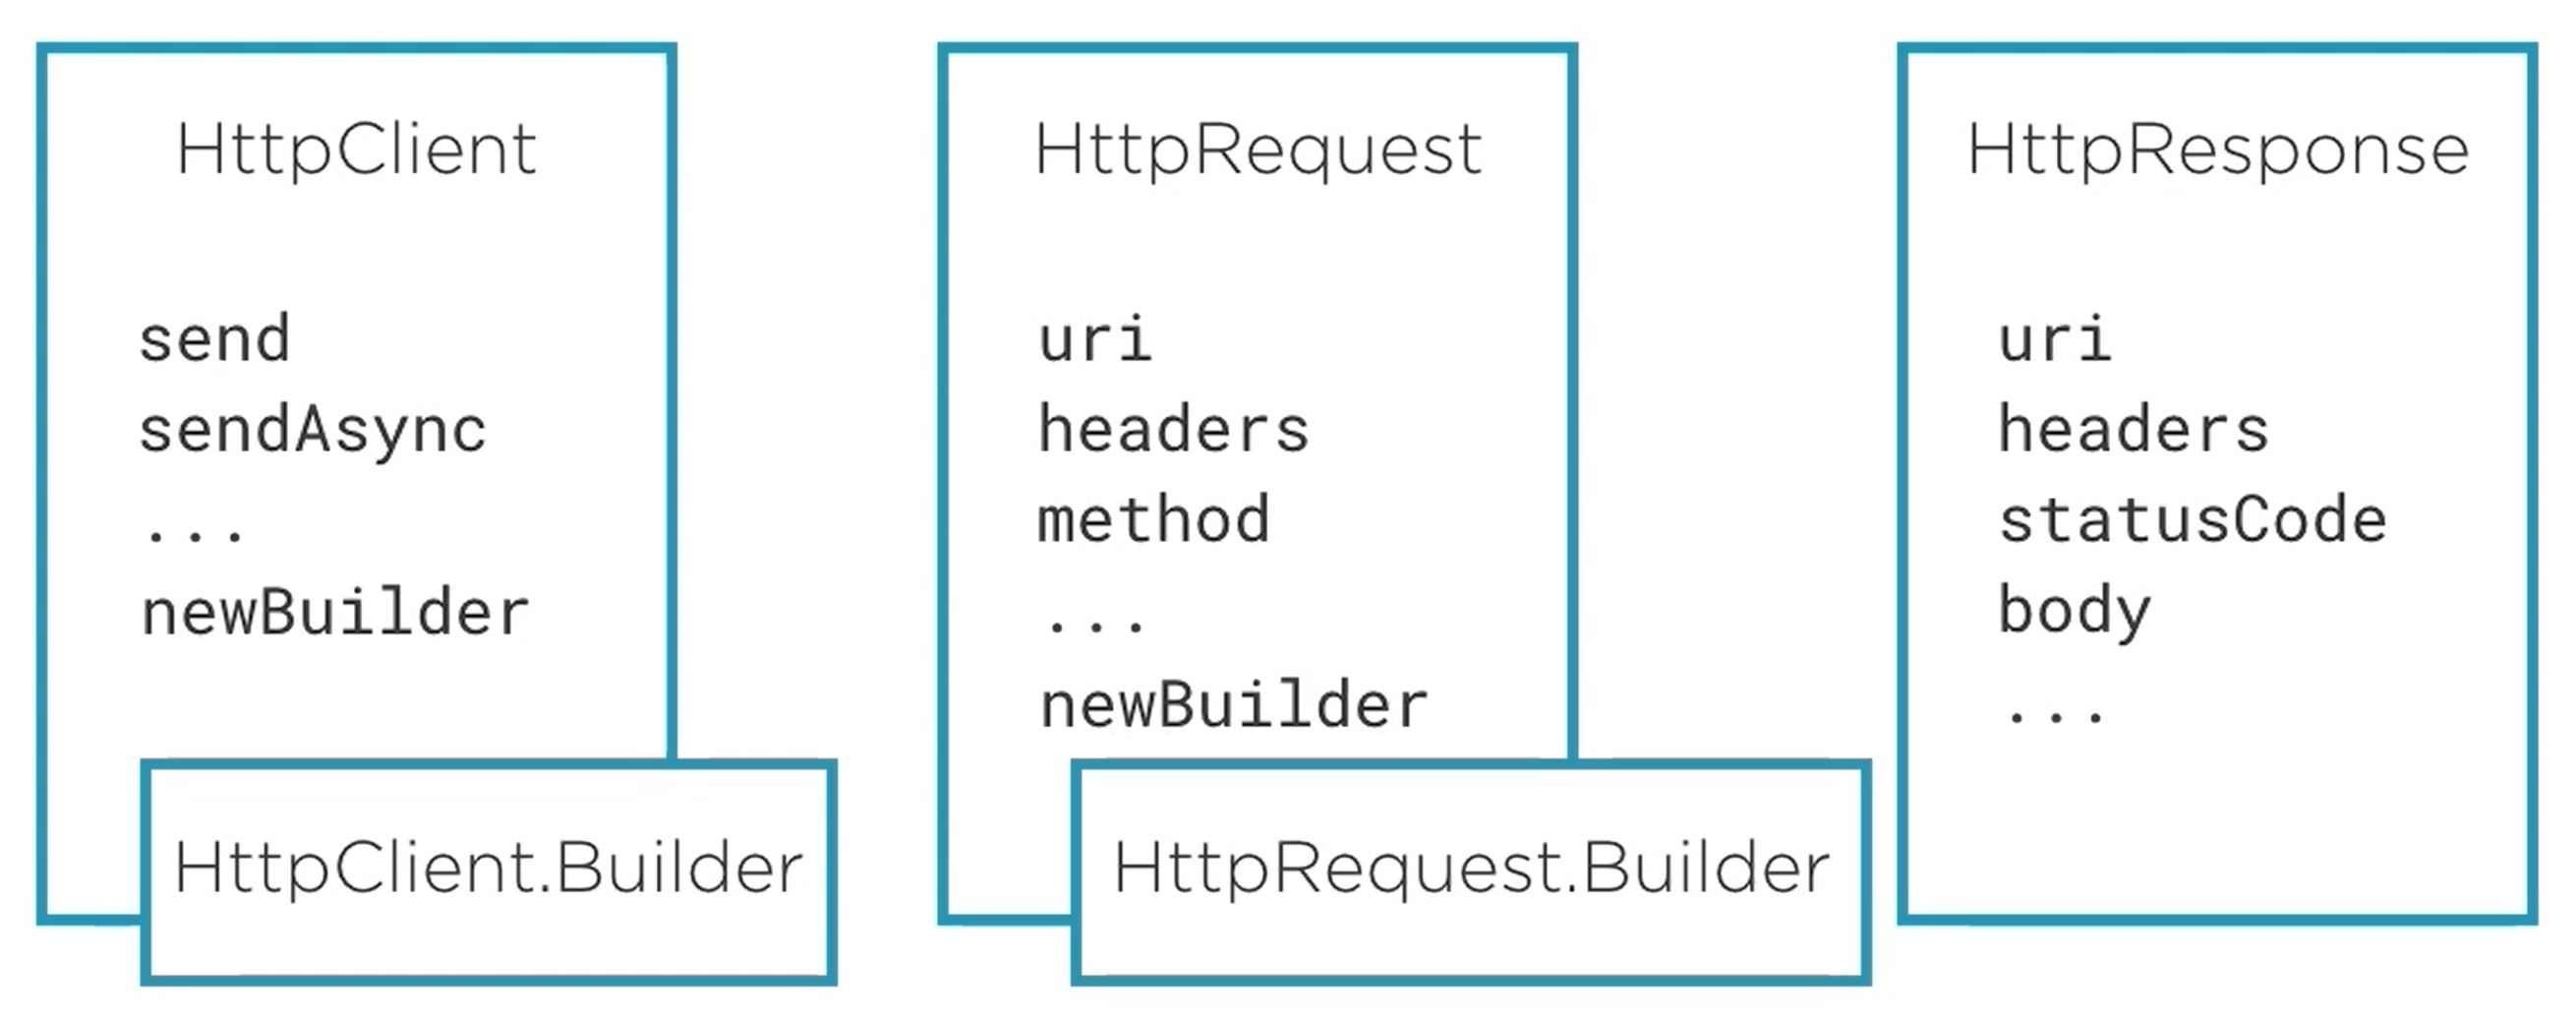 HttpClient
send
sendAsync
...
newBuilder
HttpClient.Builder
HttpRequest
uri
headers
method
...
newBuilder
HttpRequest.Builder
HttpResponse
uri
headers
statusCode
body
...